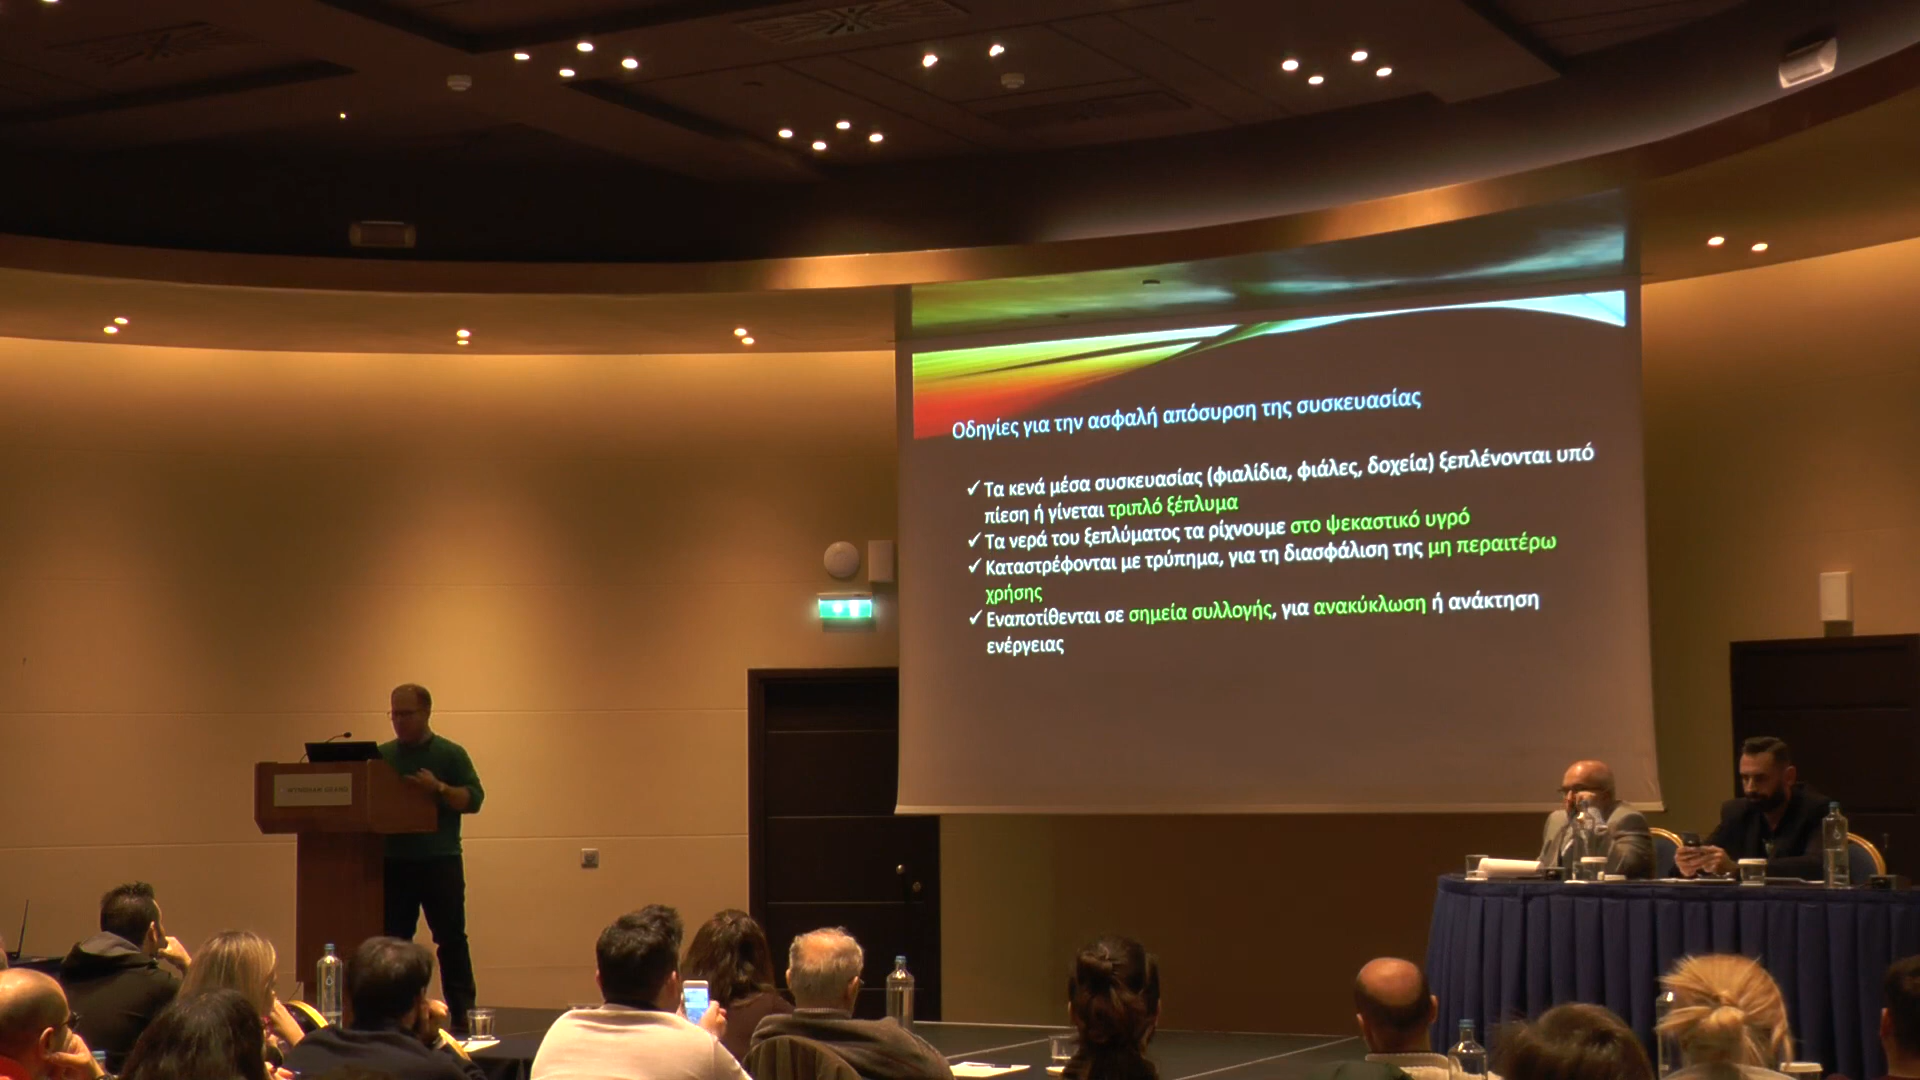 Οδηγίες για την ασφαλή απόσυρση της συσκευασίας
✓ Τα κενά μέσα συσκευασίας (φιαλίδια, φιάλες, δοχεία) ξεπλένονται υπό
πίεση ή γίνεται τριπλό ξέπλυμα
✓ Τα νερά του ξεπλύματος τα ρίχνουμε στο ψεκαστικό υγρό
✓ Καταστρέφονται με τρύπημα, για τη διασφάλιση της μη περαιτέρω
χρήσης
✓ Εναποτίθενται σε σημεία συλλογής, για ανακύκλωση ή ανάκτηση
ενέργειας
WYNDHAM GRAND